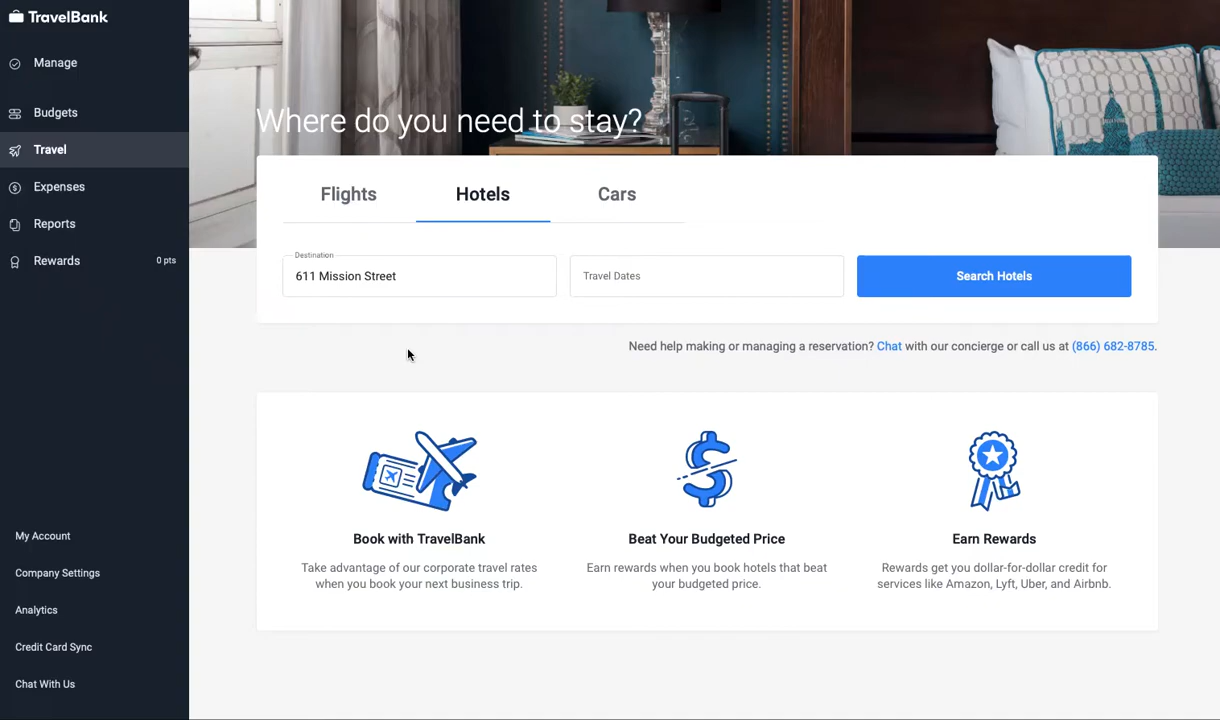 TravelBank
Manage
Budgets
Travel
Expenses
Reports
Rewards 0 pts
My Account
Company Settings
Analytics
Credit Card Sync
Chat With Us
Where do you need to stay?
Flights Hotels Cars
Destination
611 Mission Street
Travel Dates
Search Hotels
Need help making or managing a reservation? Chat with our concierge or call us at (866) 682-8785.
Book with TravelBank
Take advantage of our corporate travel rates
when you book your next business trip.
Beat Your Budgeted Price
Earn rewards when you book hotels that beat
your budgeted price.
Earn Rewards
Rewards get you dollar-for-dollar credit for
services like Amazon, Lyft, Uber, and Airbnb.